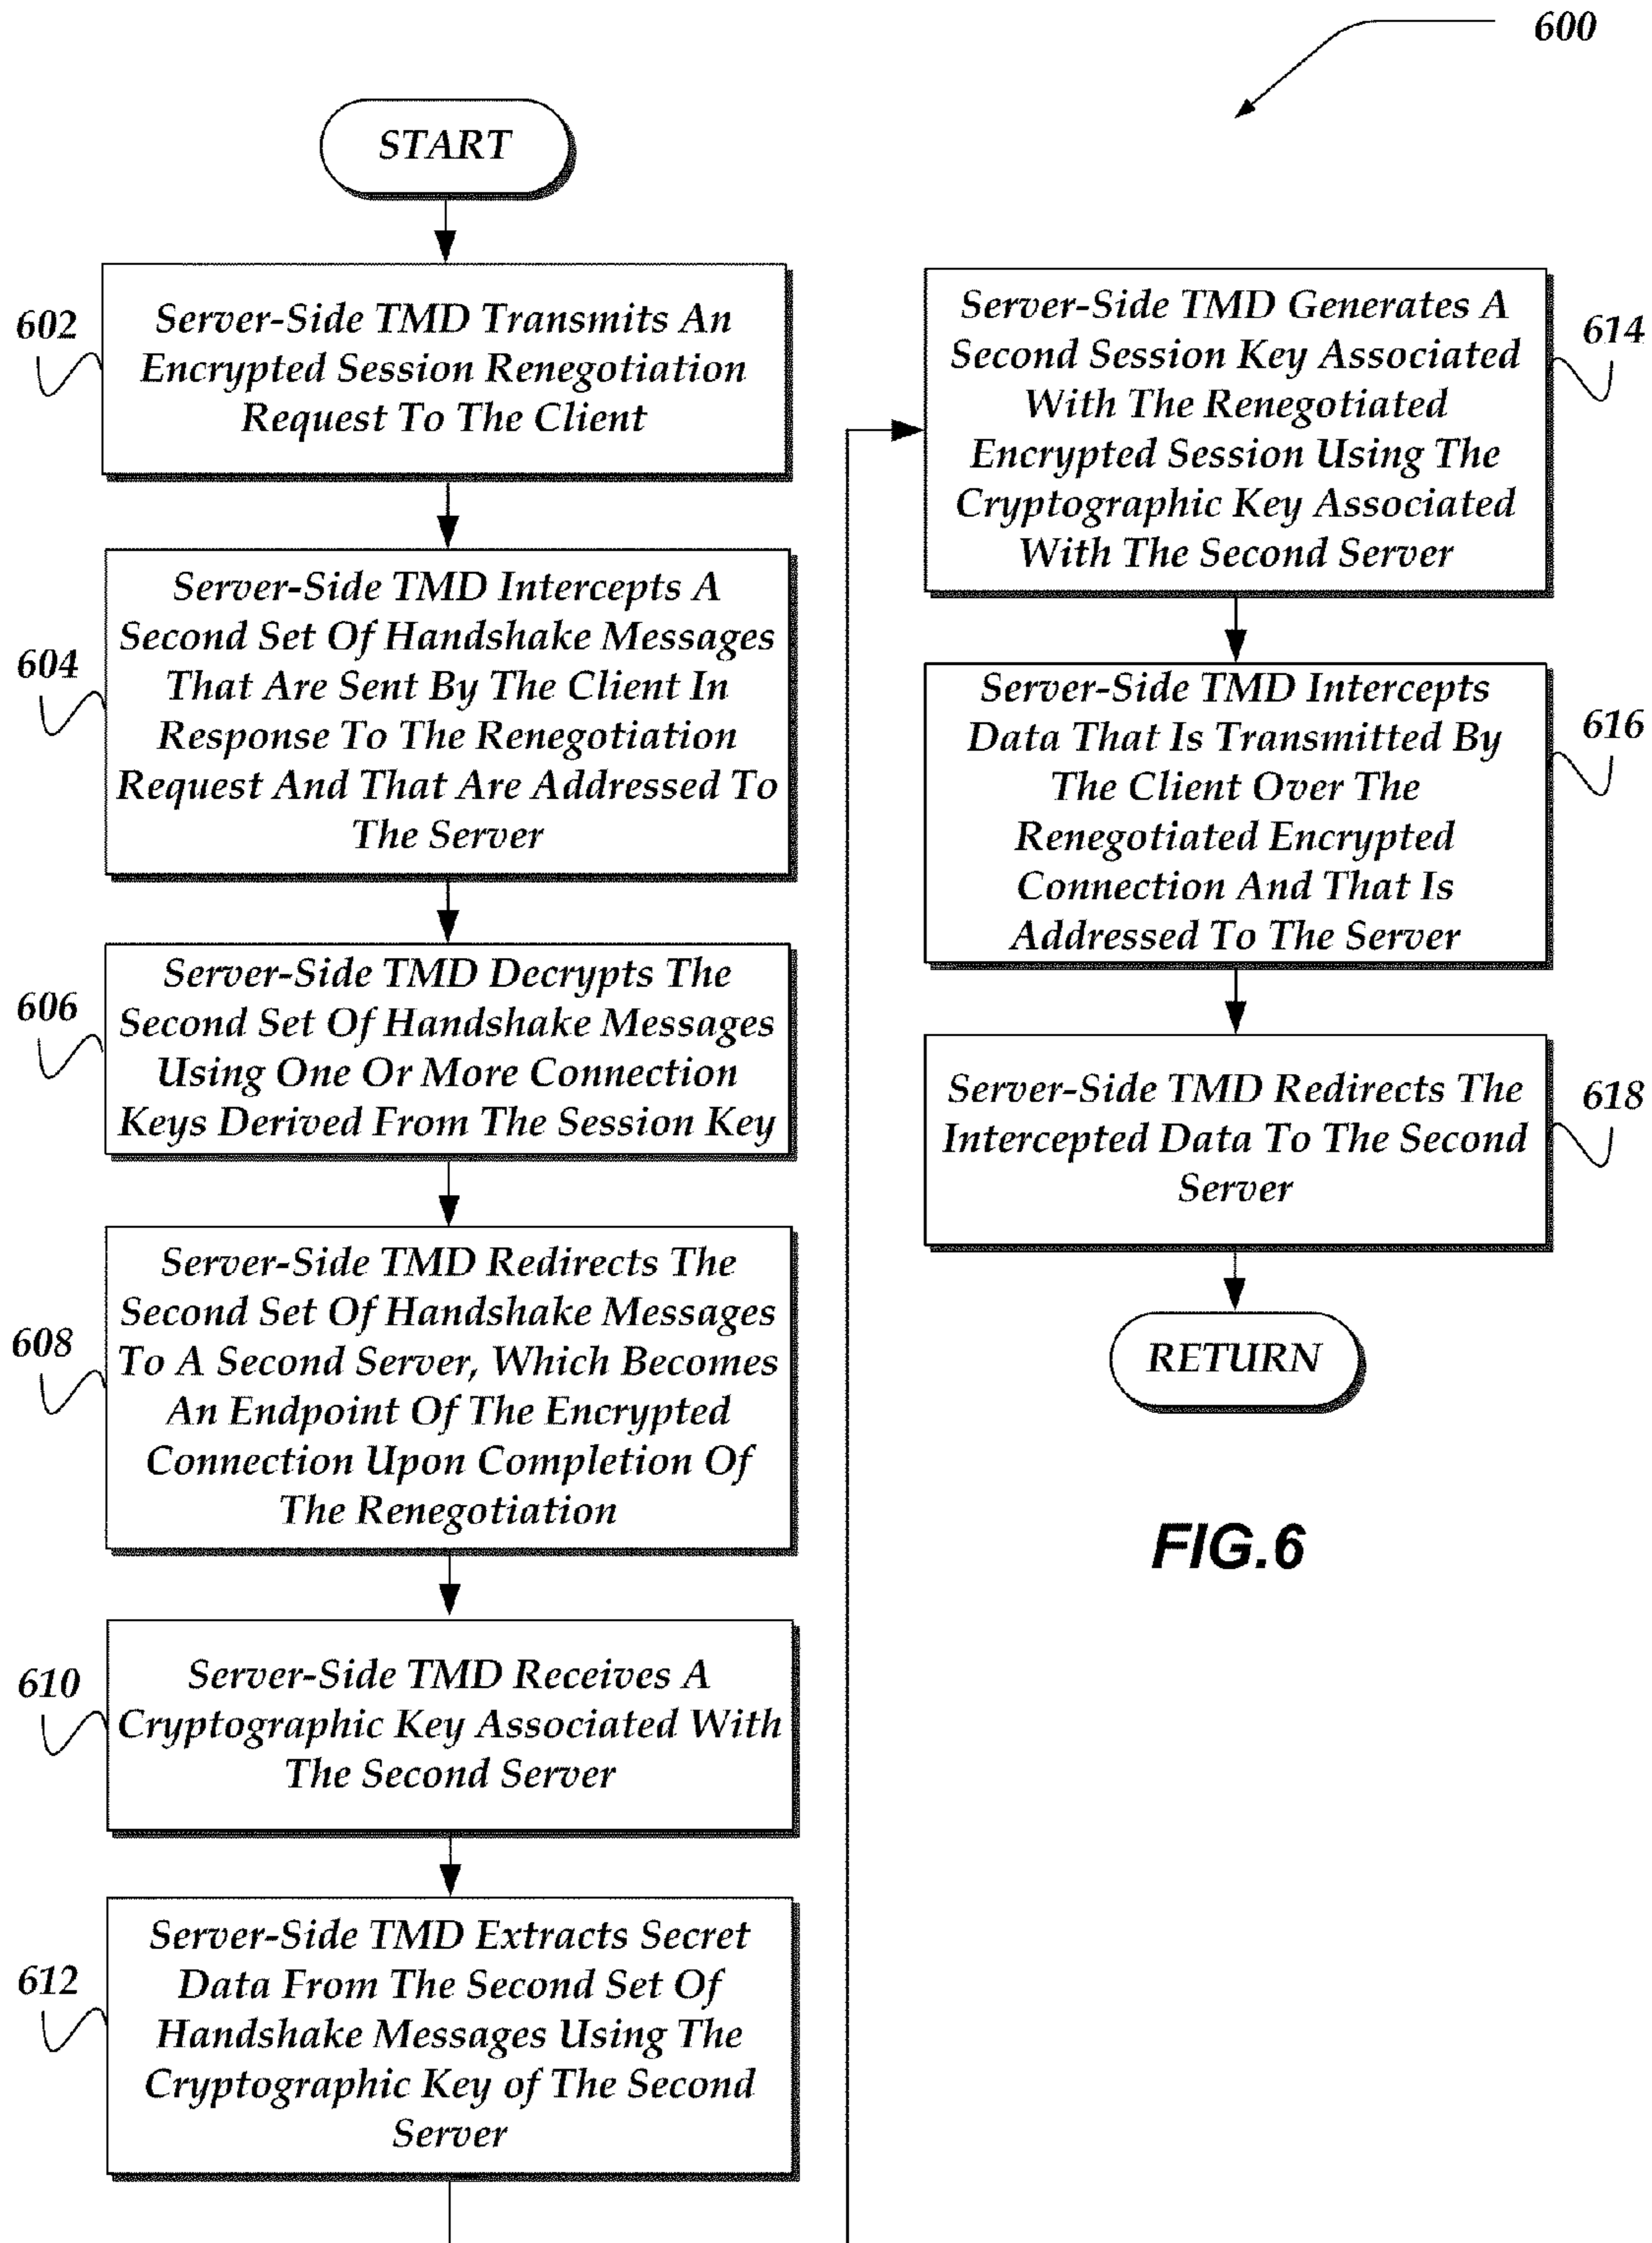 600
START
602
Server-Side TMD Transmits An
Encrypted Session Renegotiation
Request To The Client
604
Server-Side TMD Intercepts A
Second Set Of Handshake Messages
That Are Sent By The Client In
Response To The Renegotiation
Request And That Are Addressed To
The Server
606
Server-Side TMD Decrypts The
Second Set Of Handshake Messages
Using One Or More Connection
Keys Derived From The Session Key
608
Server-Side TMD Redirects The
Second Set Of Handshake Messages
To A Second Server, Which Becomes
An Endpoint Of The Encrypted
Connection Upon Completion Of
The Renegotiation
610
Server-Side TMD Receives A
Cryptographic Key Associated With
The Second Server
612
Server-Side TMD Extracts Secret
Data From The Second Set Of
Handshake Messages Using The
Cryptographic Key of The Second
Server
Server-Side TMD Generates A
Second Session Key Associated
With The Renegotiated
Encrypted Session Using The
Cryptographic Key Associated
With The Second Server
614
Server-Side TMD Intercepts
Data That Is Transmitted By
The Client Over The
Renegotiated Encrypted
Connection And That Is
Addressed To The Server
616
Server-Side TMD Redirects The
Intercepted Data To The Second
Server
618
RETURN
FIG.6